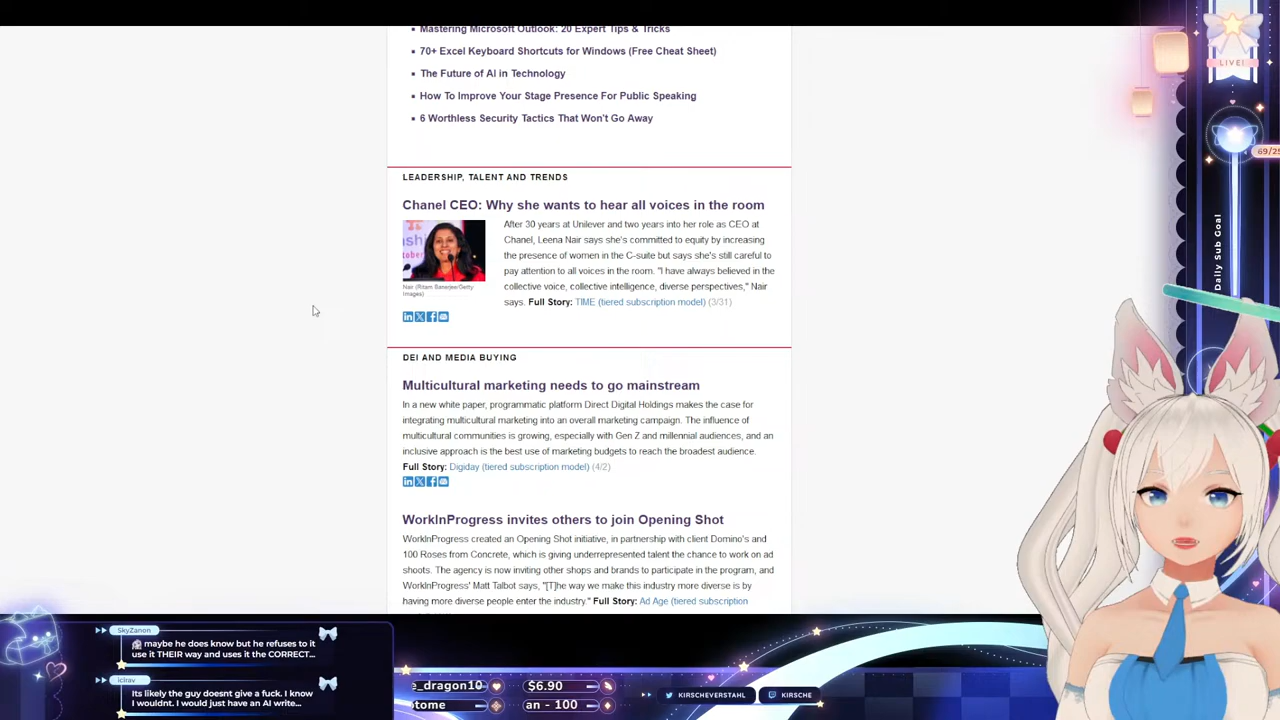 Mastering Microsoft Outlook: 20 Expert Tips & Tricks
70+ Excel Keyboard Shortcuts for Windows (Free Cheat Sheet)
The Future of AI in Technology
How To Improve Your Stage Presence For Public Speaking
6 Worthless Security Tactics That Won't Go Away
LEADERSHIP, TALENT AND TRENDS
Chanel CEO: Why she wants to hear all voices in the room
After 30 years at Unilever and two years into her role as CEO at
Chanel, Leena Nair says she's committed to equity by increasing
the presence of women in the C-suite but says she's still careful to
pay attention to all voices in the room. "I have always believed in the
collective voice, collective intelligence, diverse perspectives," Nair
says. Full Story: TIME (tiered subscription model) (3/31)
Nair (Ritam Banerjee/Getty
Images)
DEI AND MEDIA BUYING
Multicultural marketing needs to go mainstream
In a new white paper, programmatic platform Direct Digital Holdings makes the case for
integrating multicultural marketing into an overall marketing campaign. The influence of
multicultural communities is growing, especially with Gen Z and millennial audiences, and an
inclusive approach is the best use of marketing budgets to reach the broadest audience.
Full Story: Digiday (tiered subscription model) (4/2)
WorkInProgress invites others to join Opening Shot
WorkInProgress created an Opening Shot initiative, in partnership with client Domino's and
100 Roses from Concrete, which is giving underrepresented talent the chance to work on ad
shoots. The agency is now inviting other shops and brands to participate in the program, and
WorkInProgress' Matt Talbot says, "[T]he way we make this industry more diverse is by
having more diverse people enter the industry." Full Story: Ad Age (tiered subscription
LIVE!
69/25
Daily Sub Goal
SkyZanon
maybe he does know but he refuses to it
use it THEIR way and uses it the CORRECT...
icIrav
Its likely the guy doesnt give a fuck. I know
I wouldnt. I would just have an AI write...
e_dragon10
$6.90
tome
an - 100
KIRSCHEVERSTAHL
KIRSCHE